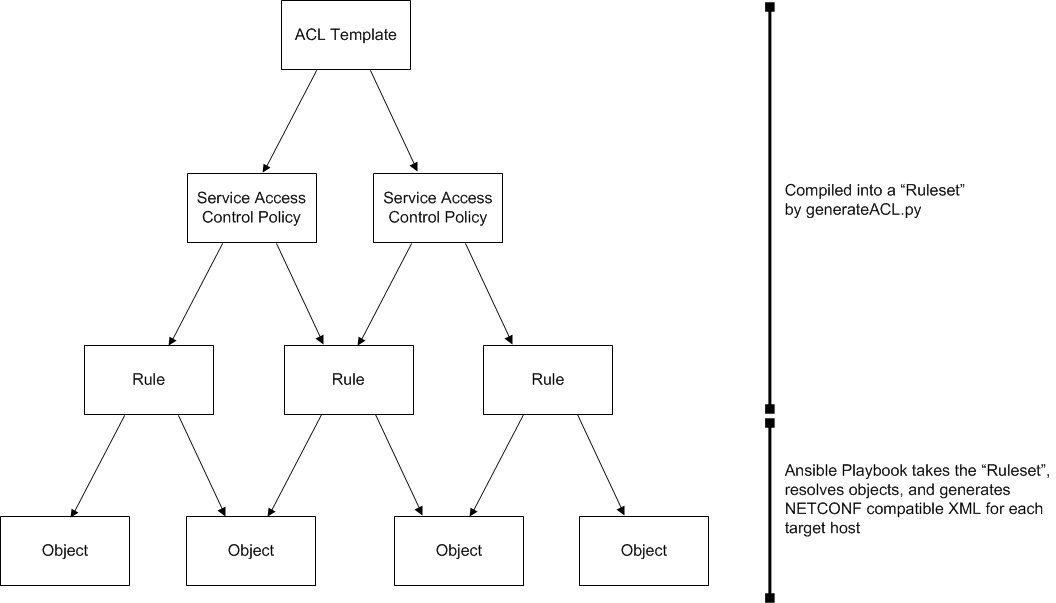 ACL Template
Service Access
Control Policy
Service Access
Control Policy
Compiled into a “Ruleset”
by generateACL.py
Rule
Rule
Rule
Ansible Playbook takes the “Ruleset”,
resolves objects, and generates
NETCONF compatible XML for each
target host
Object
Object
Object
Object